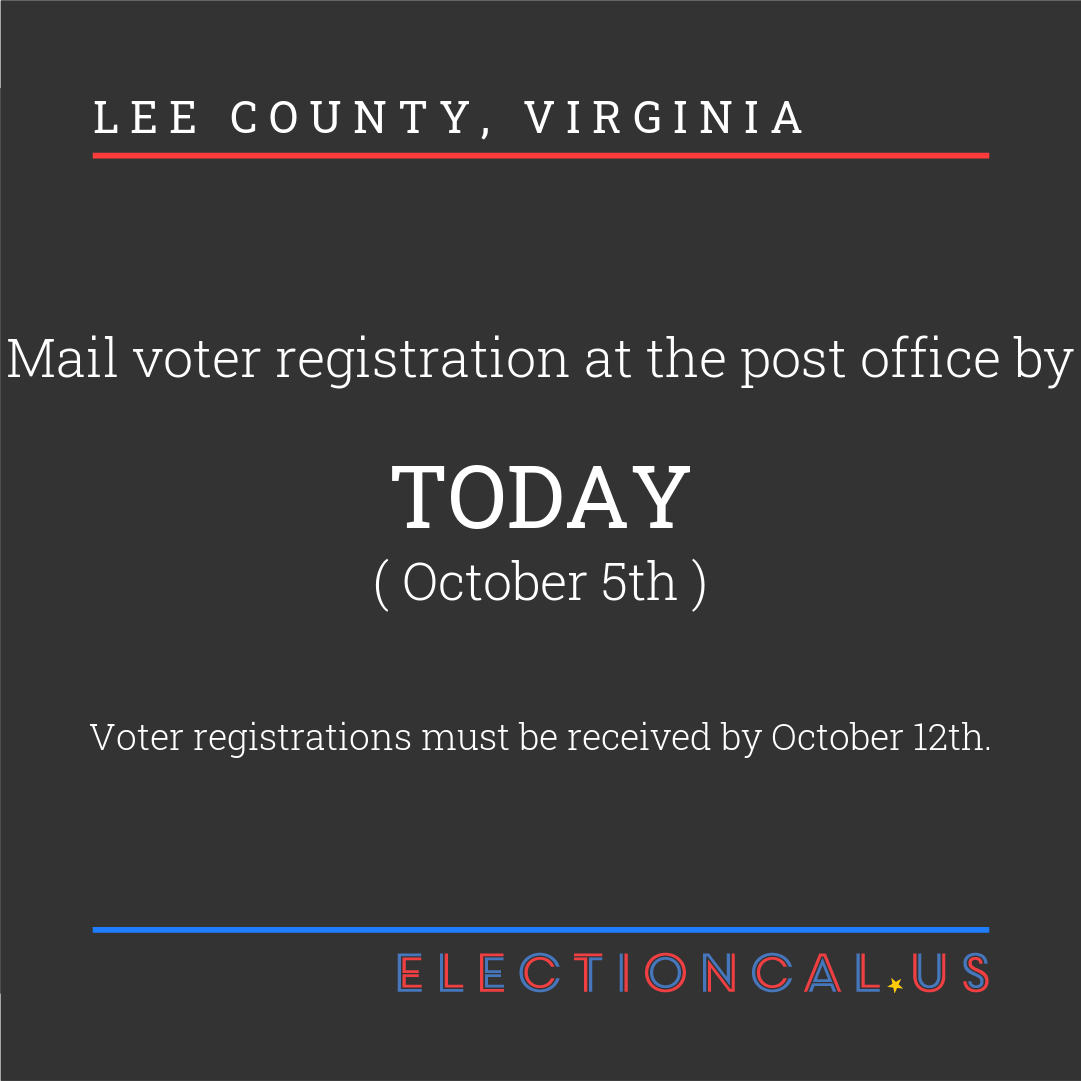 LEE COUNTY, VIRGINIA
Mail voter registration at the post office by
TODAY
( October 5th )
Voter registrations must be received by October 12th.
ELECTIONCAL.US